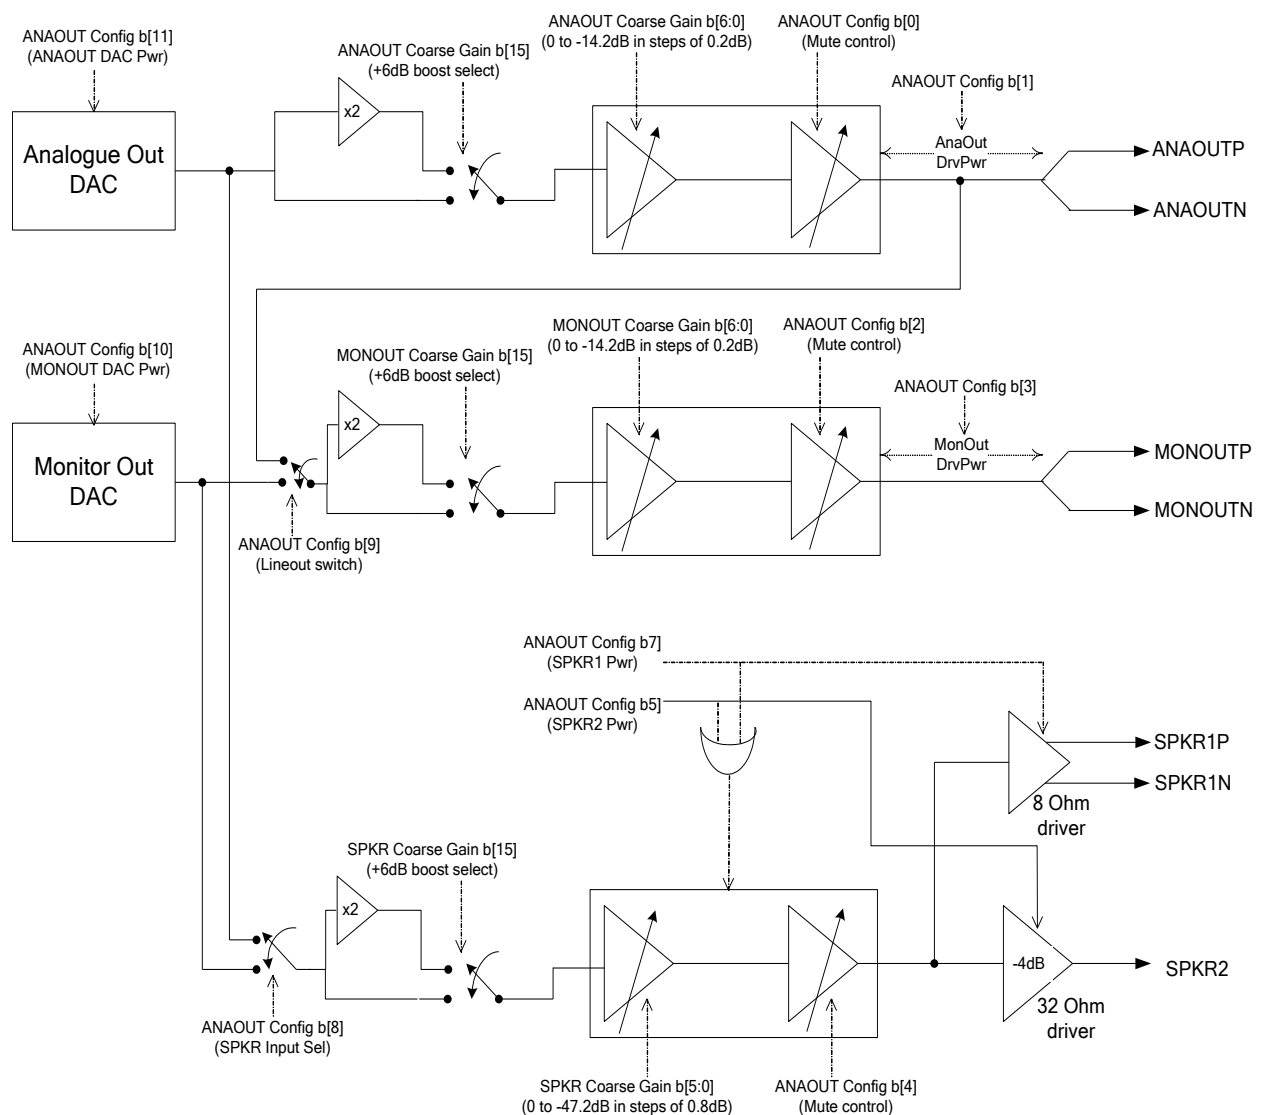 ANAOUT Config b[11]
(ANAOUT DAC Pwr)
ANAOUT Coarse Gain b[15]
(+6dB boost select)
ANAOUT Coarse Gain b[6:0]
(0 to -14.2dB in steps of 0.2dB)
ANAOUT Config b[0]
(Mute control)
ANAOUT Config b[1]
Analogue Out
DAC
x2
AnaOut
DrvPwr
ANAOUTP
ANAOUTN
ANAOUT Config b[10]
(MONOUT DAC Pwr)
MONOUT Coarse Gain b[15]
(+6dB boost select)
MONOUT Coarse Gain b[6:0]
(0 to -14.2dB in steps of 0.2dB)
ANAOUT Config b[2]
(Mute control)
ANAOUT Config b[3]
Monitor Out
DAC
x2
MonOut
DrvPwr
MONOUTP
MONOUTN
ANAOUT Config b[9]
(Lineout switch)
ANAOUT Config b7]
(SPKR1 Pwr)
ANAOUT Config b5]
(SPKR2 Pwr)
SPKR1P
SPKR1N
8 Ohm
driver
SPKR Coarse Gain b[15]
(+6dB boost select)
x2
-4dB
SPKR2
32 Ohm
driver
ANAOUT Config b[8]
(SPKR Input Sel)
SPKR Coarse Gain b[5:0]
(0 to -47.2dB in steps of 0.8dB)
ANAOUT Config b[4]
(Mute control)